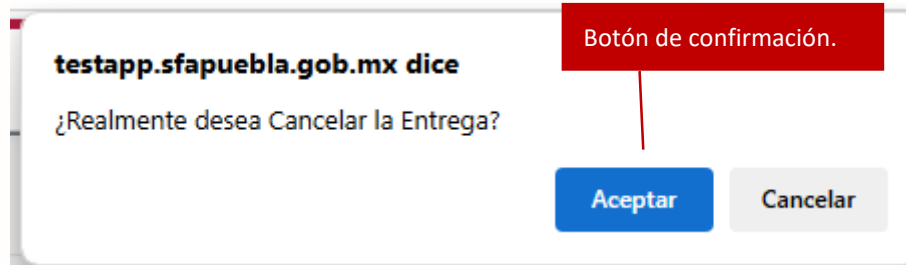 Botón de confirmación.
testapp.sfapuebla.gob.mx dice
¿Realmente desea Cancelar la Entrega?
Aceptar
Cancelar